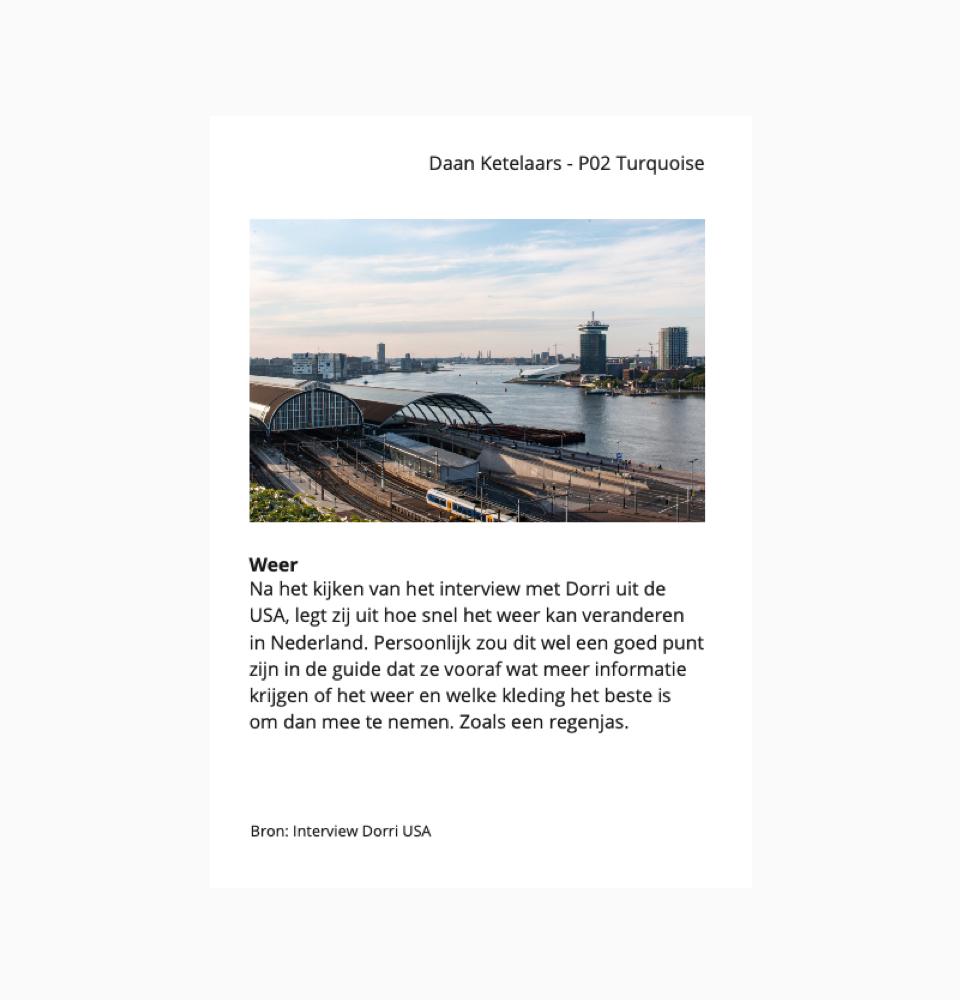 Daan Ketelaars - P02 Turquoise
Weer
Na het kijken van het interview met Dorri uit de
USA, legt zij uit hoe snel het weer kan veranderen
in Nederland. Persoonlijk zou dit wel een goed punt
zijn in de guide dat ze vooraf wat meer informatie
krijgen of het weer en welke kleding het beste is
om dan mee te nemen. Zoals een regenjas.
Bron: Interview Dorri USA